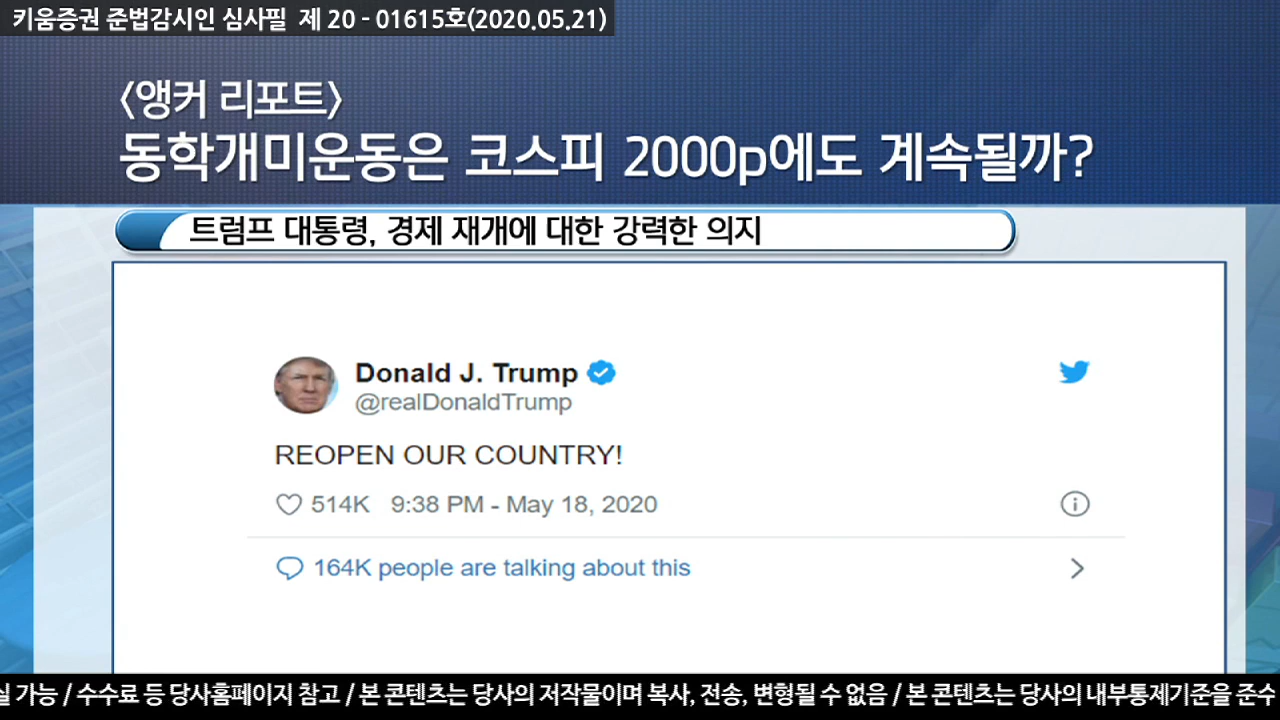 키움증권 준법감시인 심사필 제 20 - 01615호(2020.05.21)
〈앵커 리포트〉
동학개미운동은 코스피 2000p에도 계속될까?
트럼프 대통령, 경제 재개에 대한 강력한 의지
Donald J. Trump
@realDonaldTrump
REOPEN OUR COUNTRY!
514K 9:38 PM - May 18, 2020
164K people are talking about this
가능 / 수수료 등 당사홈페이지 참고 / 본 콘텐츠는 당사의 저작물이며 복사, 전송, 변형될 수 없음 / 본 콘텐츠는 당사의 내부통제기준을 준수